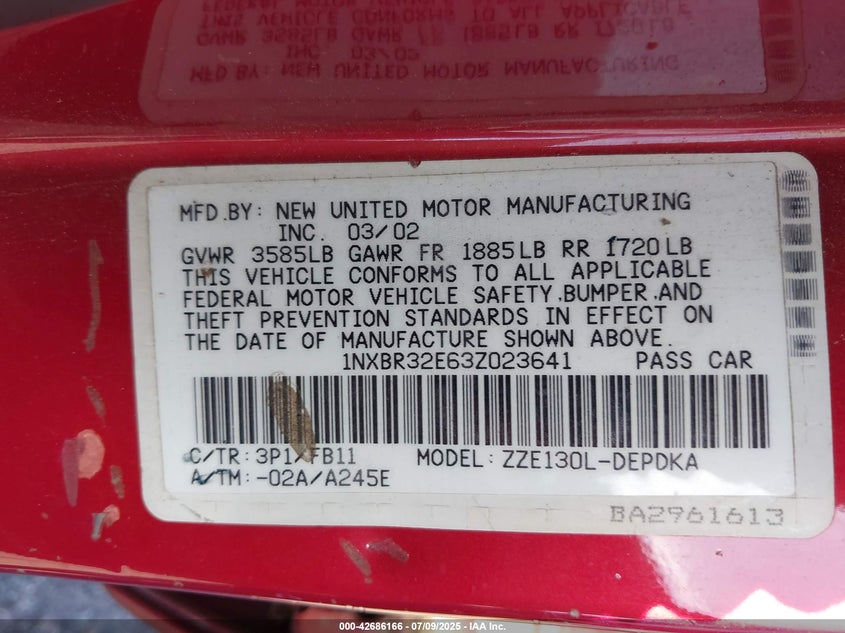 MFD.BY: NEW UNITED MOTOR MANUFACTURING
INC. 03/02
GVWR 3585LB GAWR FR 1885LB RR 1720LB
THIS VEHICLE CONFORMS TO ALL APPLICABLE
FEDERAL MOTOR VEHICLE SAFETY,BUMPER,AND
THEFT PREVENTION STANDARDS IN EFFECT ON
THE DATE OF MANUFACTURE SHOWN ABOVE.
1NXBR32E63Z023641 PASS CAR
C/TR: 3P1/FB11 MODEL: ZZE130L-DEPDKA
A/TM: -02A/A245E
BA2961613
000-42686166 - 07/09/2025 - IAA Inc.